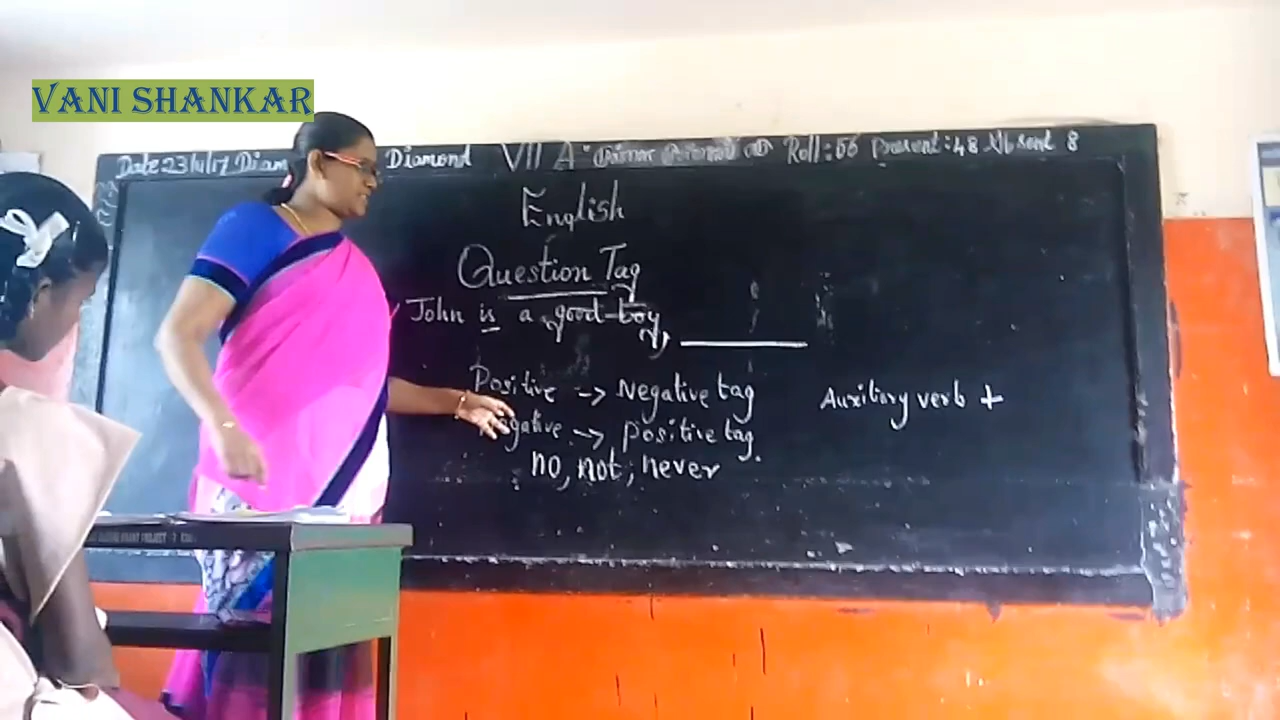 VANI SHANKAR
Date 23/11/17 Diam Diamond VII A Roll: 56 Present: 48 Absent 8
English
Question Tag
John is a good boy, ______
Positive -> Negative tag
Auxiliary verb +
Negative -> positive tag.
no, not, never